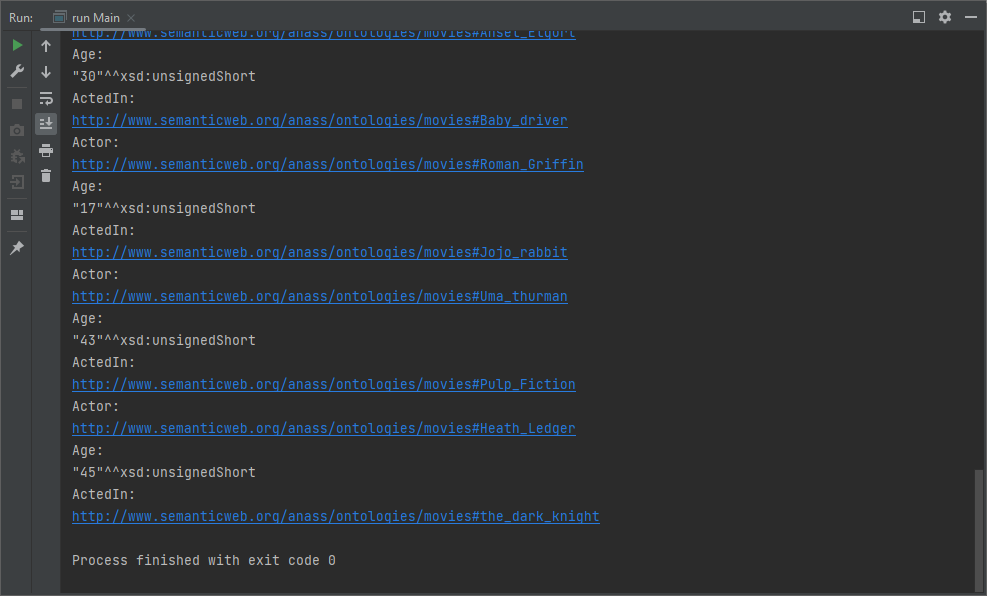 Run: run Main
http://www.semanticweb.org/anass/ontologies/movies#Ansel_Elgort
Age:
"30"^^xsd:unsignedShort
ActedIn:
http://www.semanticweb.org/anass/ontologies/movies#Baby_driver
Actor:
http://www.semanticweb.org/anass/ontologies/movies#Roman_Griffin
Age:
"17"^^xsd:unsignedShort
ActedIn:
http://www.semanticweb.org/anass/ontologies/movies#Jojo_rabbit
Actor:
http://www.semanticweb.org/anass/ontologies/movies#Uma_thurman
Age:
"43"^^xsd:unsignedShort
ActedIn:
http://www.semanticweb.org/anass/ontologies/movies#Pulp_Fiction
Actor:
http://www.semanticweb.org/anass/ontologies/movies#Heath_Ledger
Age:
"45"^^xsd:unsignedShort
ActedIn:
http://www.semanticweb.org/anass/ontologies/movies#the_dark_knight
Process finished with exit code 0